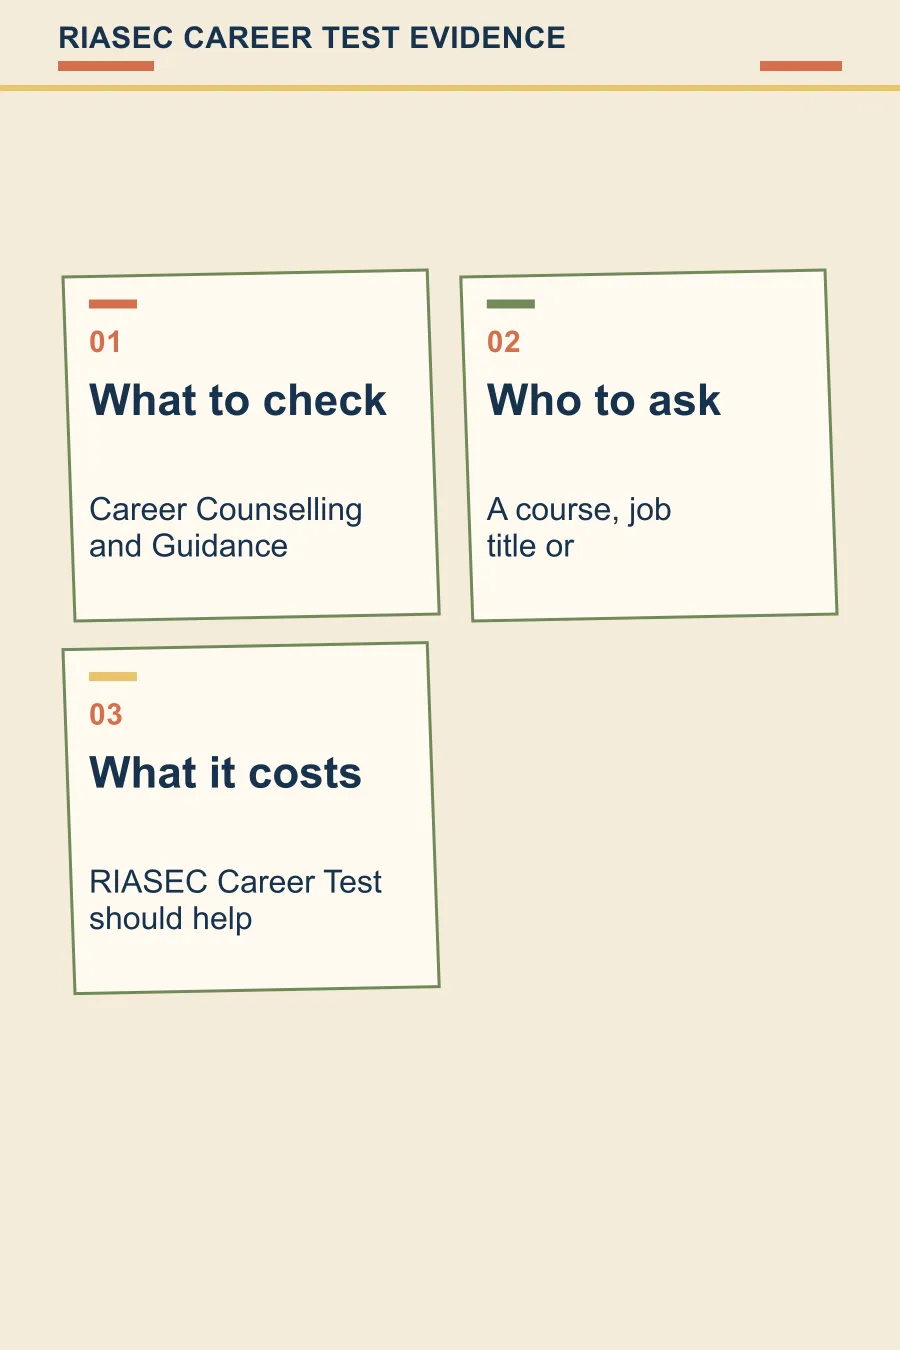 RIASEC CAREER TEST EVIDENCE
01
What to check
Career Counselling
and Guidance
02
Who to ask
A course, job
title or
03
What it costs
RIASEC Career Test
should help